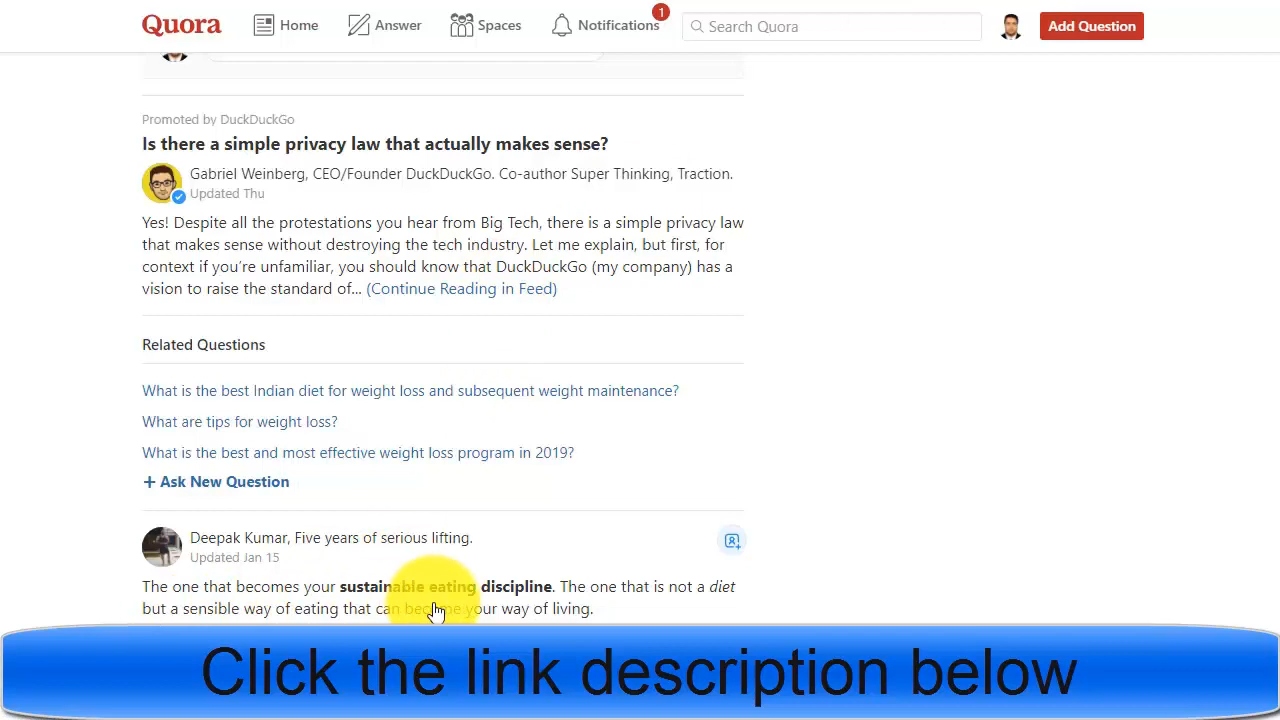 Quora Home Answer Spaces Notifications 1 Search Quora Add Question
Promoted by DuckDuckGo
Is there a simple privacy law that actually makes sense?
Gabriel Weinberg, CEO/Founder DuckDuckGo. Co-author Super Thinking, Traction.
Updated Thu
Yes! Despite all the protestations you hear from Big Tech, there is a simple privacy law
that makes sense without destroying the tech industry. Let me explain, but first, for
context if you’re unfamiliar, you should know that DuckDuckGo (my company) has a
vision to raise the standard of... (Continue Reading in Feed)
Related Questions
What is the best Indian diet for weight loss and subsequent weight maintenance?
What are tips for weight loss?
What is the best and most effective weight loss program in 2019?
+ Ask New Question
Deepak Kumar, Five years of serious lifting.
Updated Jan 15
The one that becomes your sustainable eating discipline. The one that is not a diet
but a sensible way of eating that can become your way of living.
Click the link description below